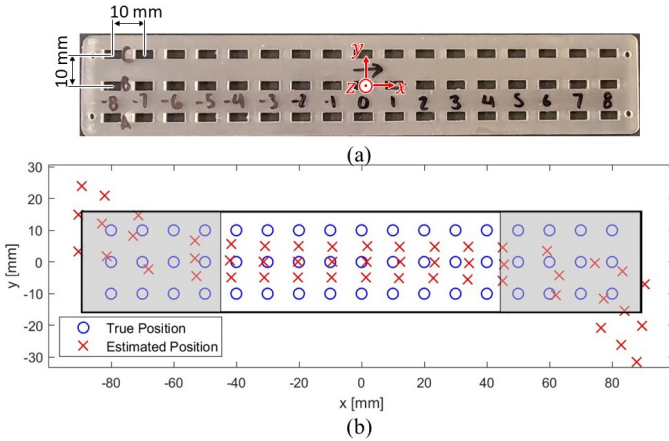 10 mm
10 mm
C
B
-8 -7 -6 -5 -4 -3 -2 -1 0 1 2 3 4 5 6 7 8
A
y
z x
(a)
30
20
10
0
-10
-20
-30
y [mm]
True Position
Estimated Position
-80 -60 -40 -20 0 20 40 60 80
x [mm]
(b)